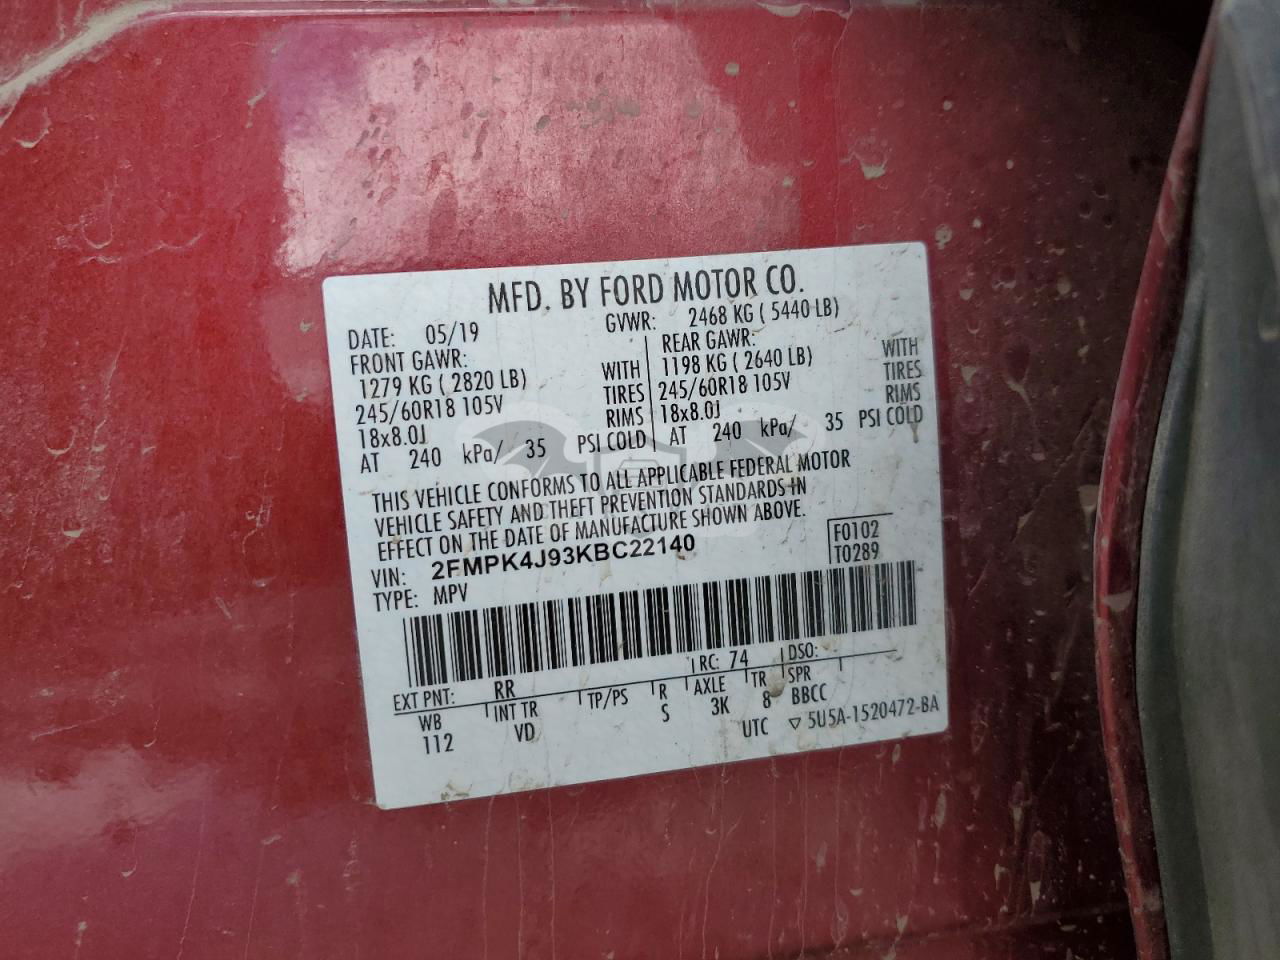 MFD. BY FORD MOTOR CO.
DATE: 05/19 GVWR: 2468 KG ( 5440 LB)
FRONT GAWR: REAR GAWR:
1279 KG ( 2820 LB) WITH 1198 KG ( 2640 LB) WITH
245/60R18 105V TIRES 245/60R18 105V TIRES
18x8.0J RIMS 18x8.0J RIMS
AT 240 kPa/ 35 PSI COLD AT 240 kPa/ 35 PSI COLD
THIS VEHICLE CONFORMS TO ALL APPLICABLE FEDERAL MOTOR
VEHICLE SAFETY AND THEFT PREVENTION STANDARDS IN
EFFECT ON THE DATE OF MANUFACTURE SHOWN ABOVE.
VIN: 2FMPK4J93KBC22140 F0102
TYPE: MPV T0289
EXT PNT: RR RC: 74 DSO:
WB INT TR TP/PS R AXLE TR SPR
112 VD S 3K 8 BBCC
UTC ▽ 5U5A-1520472-BA